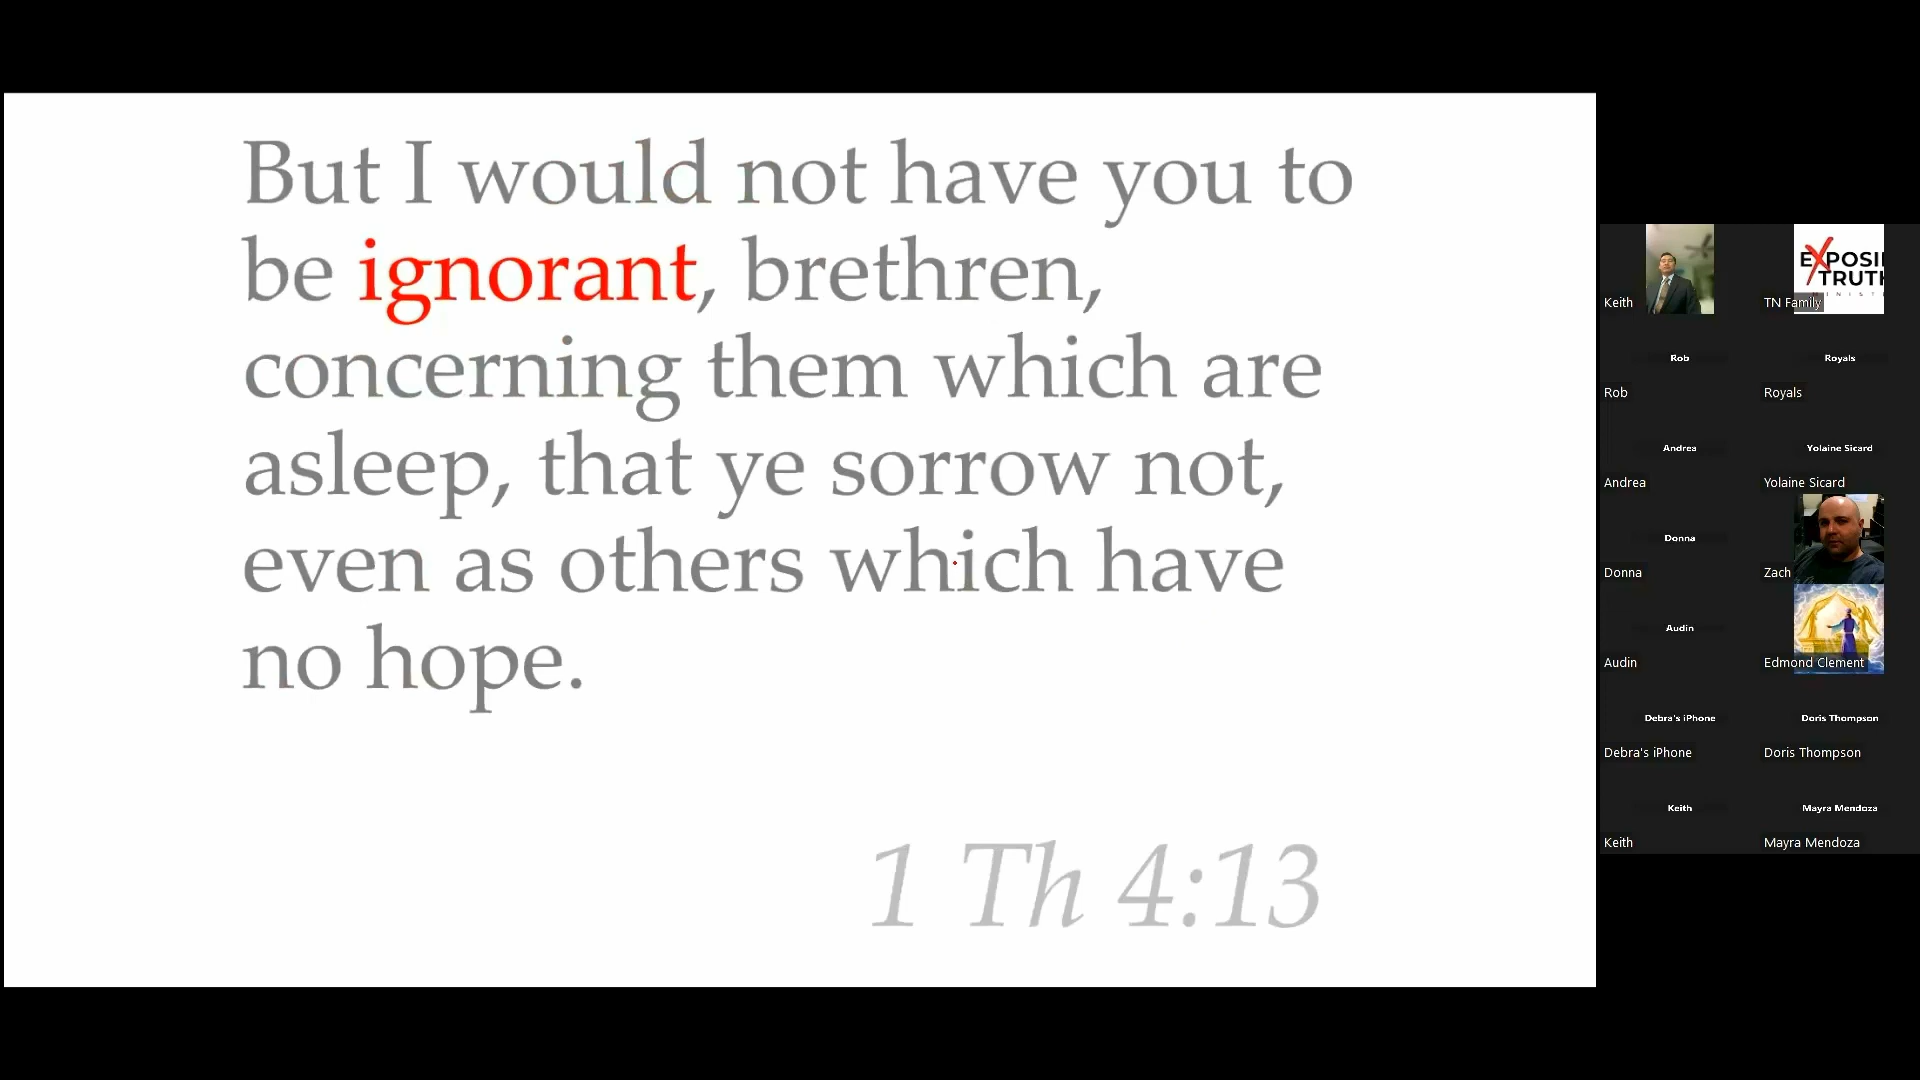 But I would not have you to
be ignorant, brethren,
concerning them which are
asleep, that ye sorrow not,
even as others which have
no hope.
1 Th 4:13
Keith
EXPOSI
TRUTH
TN Family
Rob
Royals
Rob
Royals
Andrea
Yolaine Sicard
Andrea
Yolaine Sicard
Donna
Donna
Zach
Audin
Audin
Edmond Clement
Debra's iPhone
Doris Thompson
Debra's iPhone
Doris Thompson
Keith
Mayra Mendoza
Keith
Mayra Mendoza